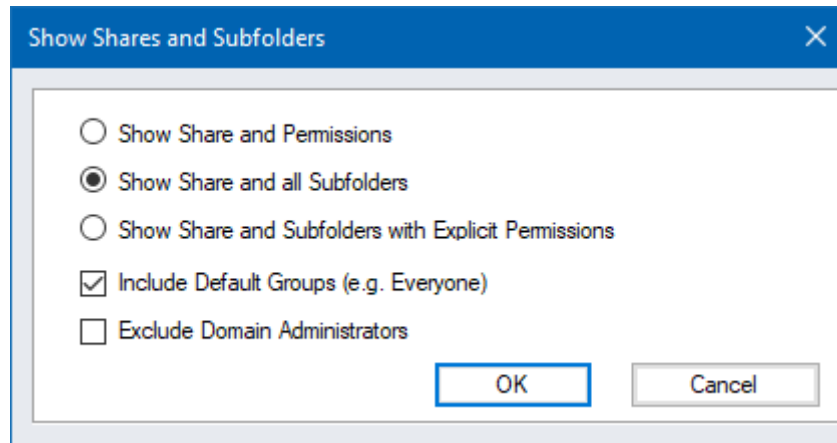 Show Shares and Subfolders
Show Share and Permissions
Show Share and all Subfolders
Show Share and Subfolders with Explicit Permissions
Include Default Groups (e.g. Everyone)
Exclude Domain Administrators
OK Cancel